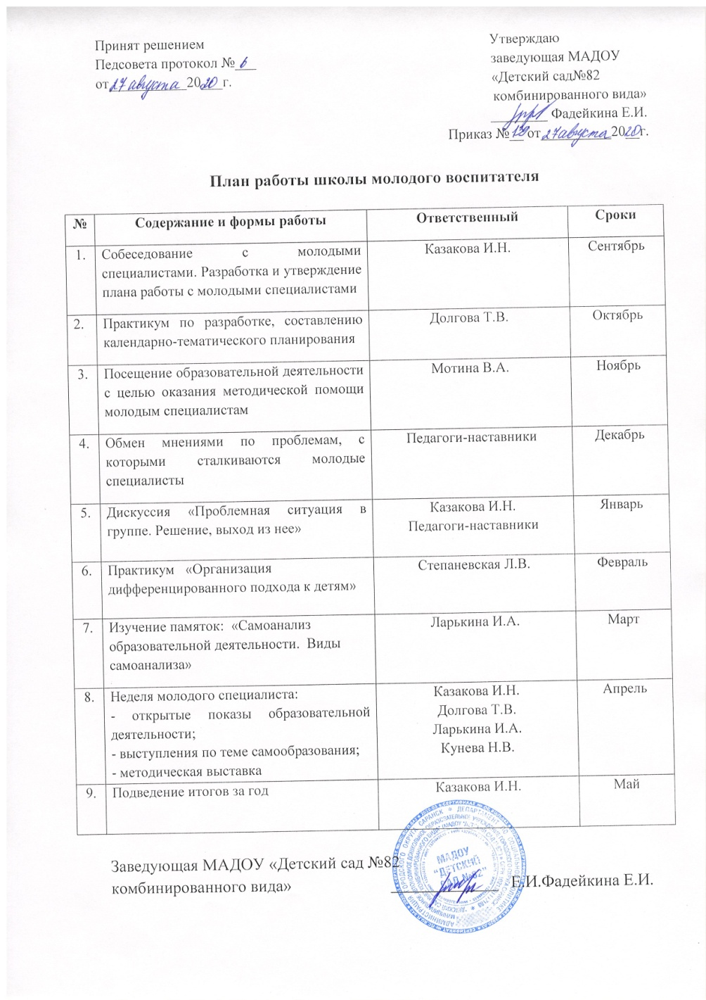 Принят решением
Педсовета протокол № 6
от 27 августа 2020 г.
Утверждаю
заведующая МАДОУ
«Детский сад№82
комбинированного вида»
Фадейкина Е.И.
Приказ № от 27 августа 2020 г.
План работы школы молодого воспитателя
№ Содержание и формы работы Ответственный Сроки
1. Собеседование с молодыми Казакова И.Н. Сентябрь
специалистами. Разработка и утверждение
плана работы с молодыми специалистами
2. Практикум по разработке, составлению Долгова Т.В. Октябрь
календарно-тематического планирования
3. Посещение образовательной деятельности Мотина В.А. Ноябрь
с целью оказания методической помощи
молодым специалистам
4. Обмен мнениями по проблемам, с Педагоги-наставники Декабрь
которыми сталкиваются молодые
специалисты
5. Дискуссия «Проблемная ситуация в Казакова И.Н. Январь
группе. Решение, выход из нее» Педагоги-наставники
6. Практикум «Организация Степаневская Л.В. Февраль
дифференцированного подхода к детям»
7. Изучение памяток: «Самоанализ Ларькина И.А. Март
образовательной деятельности. Виды
самоанализа»
8. Неделя молодого специалиста: Казакова И.Н. Апрель
- открытые показы образовательной Долгова Т.В.
деятельности; Ларькина И.А.
- выступления по теме самообразования; Кунева Н.В.
- методическая выставка
9. Подведение итогов за год Казакова И.Н. Май
Заведующая МАДОУ «Детский сад №82
комбинированного вида» Е.И.Фадейкина Е.И.
МАДОУ
"ДЕТСКИЙ
САД №82"